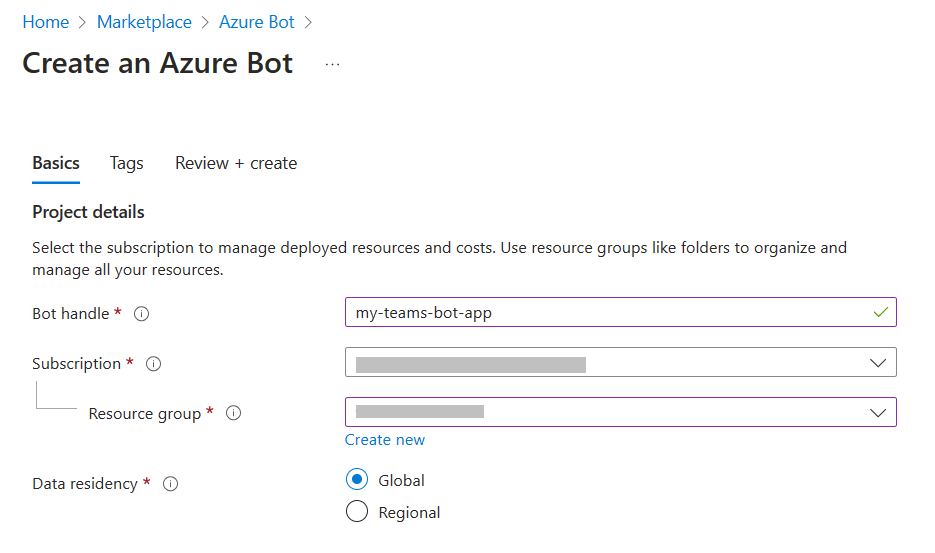 Home > Marketplace > Azure Bot >
Create an Azure Bot ...
Basics Tags Review + create
Project details
Select the subscription to manage deployed resources and costs. Use resource groups like folders to organize and
manage all your resources.
Bot handle * my-teams-bot-app
Subscription *
Resource group *
Create new
Data residency * Global
Regional